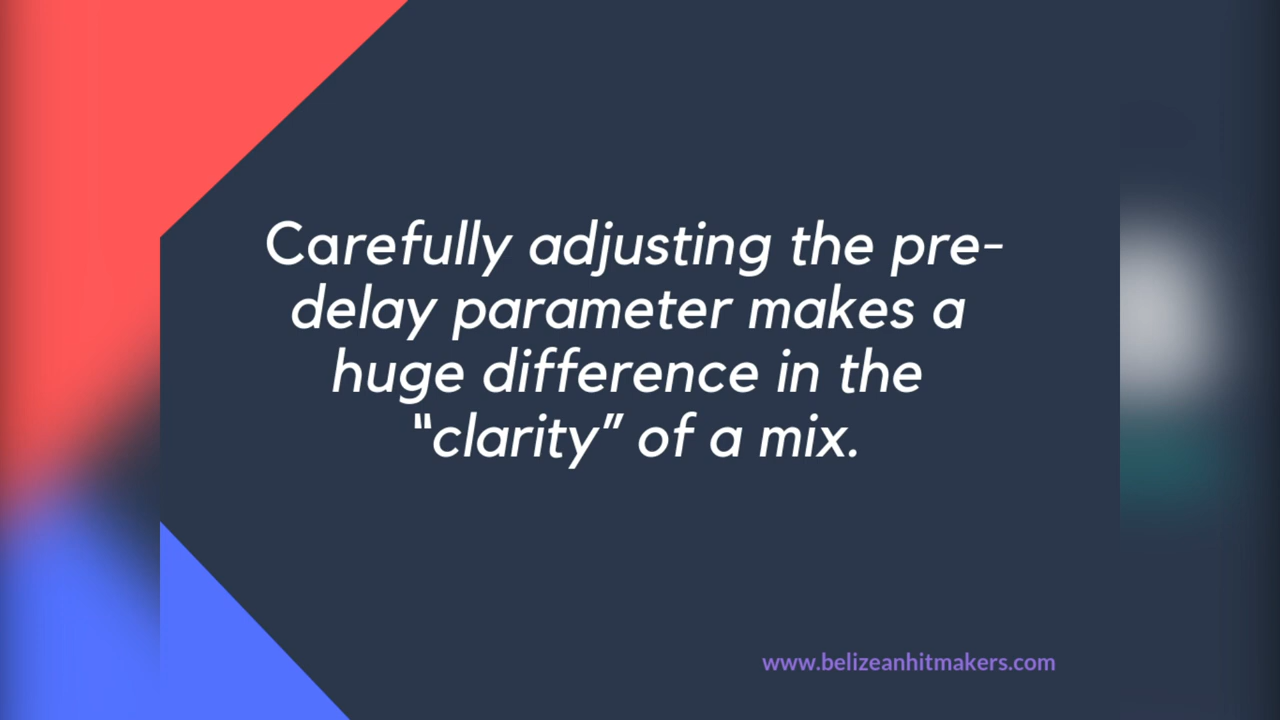 Carefully adjusting the pre-
delay parameter makes a
huge difference in the
"clarity” of a mix.
www.belizeanhitmakers.com